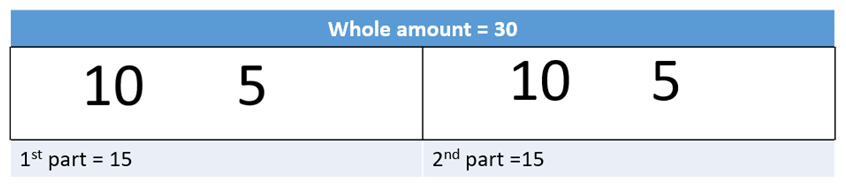 Whole amount = 30
10 5 10 5
1st part = 15 2nd part =15